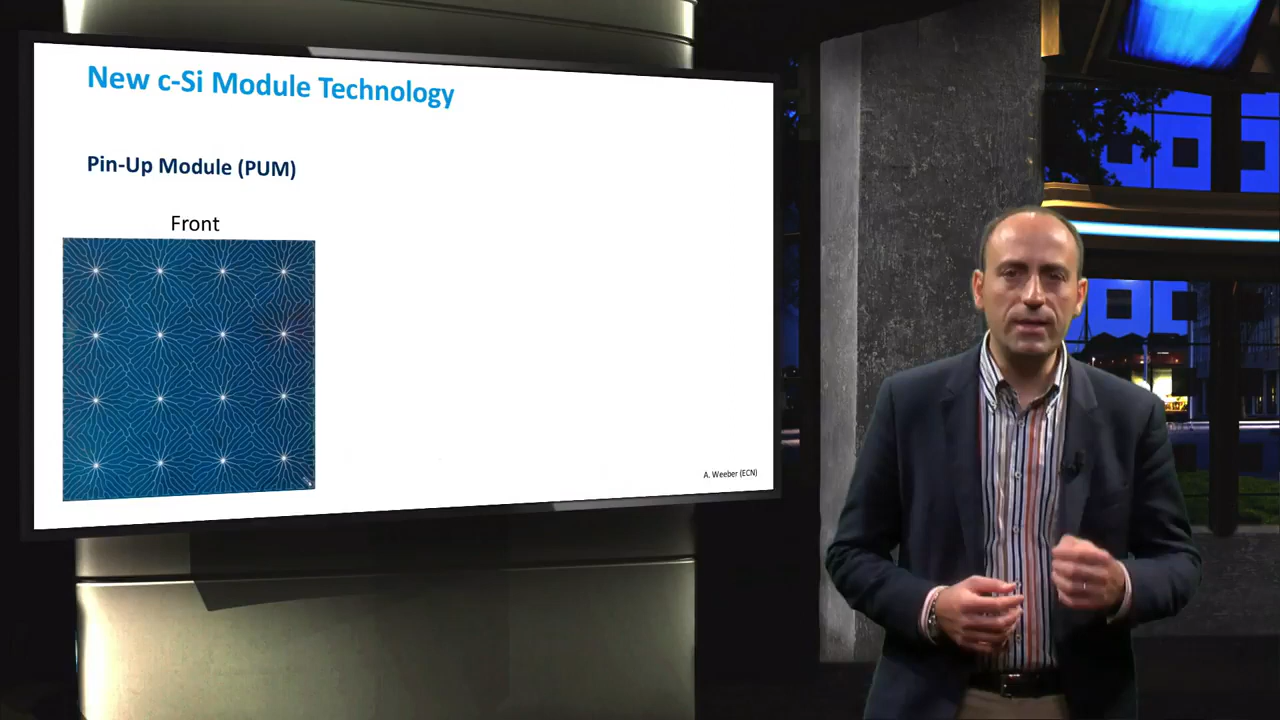 New c-Si Module Technology
Pin-Up Module (PUM)
Front
A. Weeber (ECN)